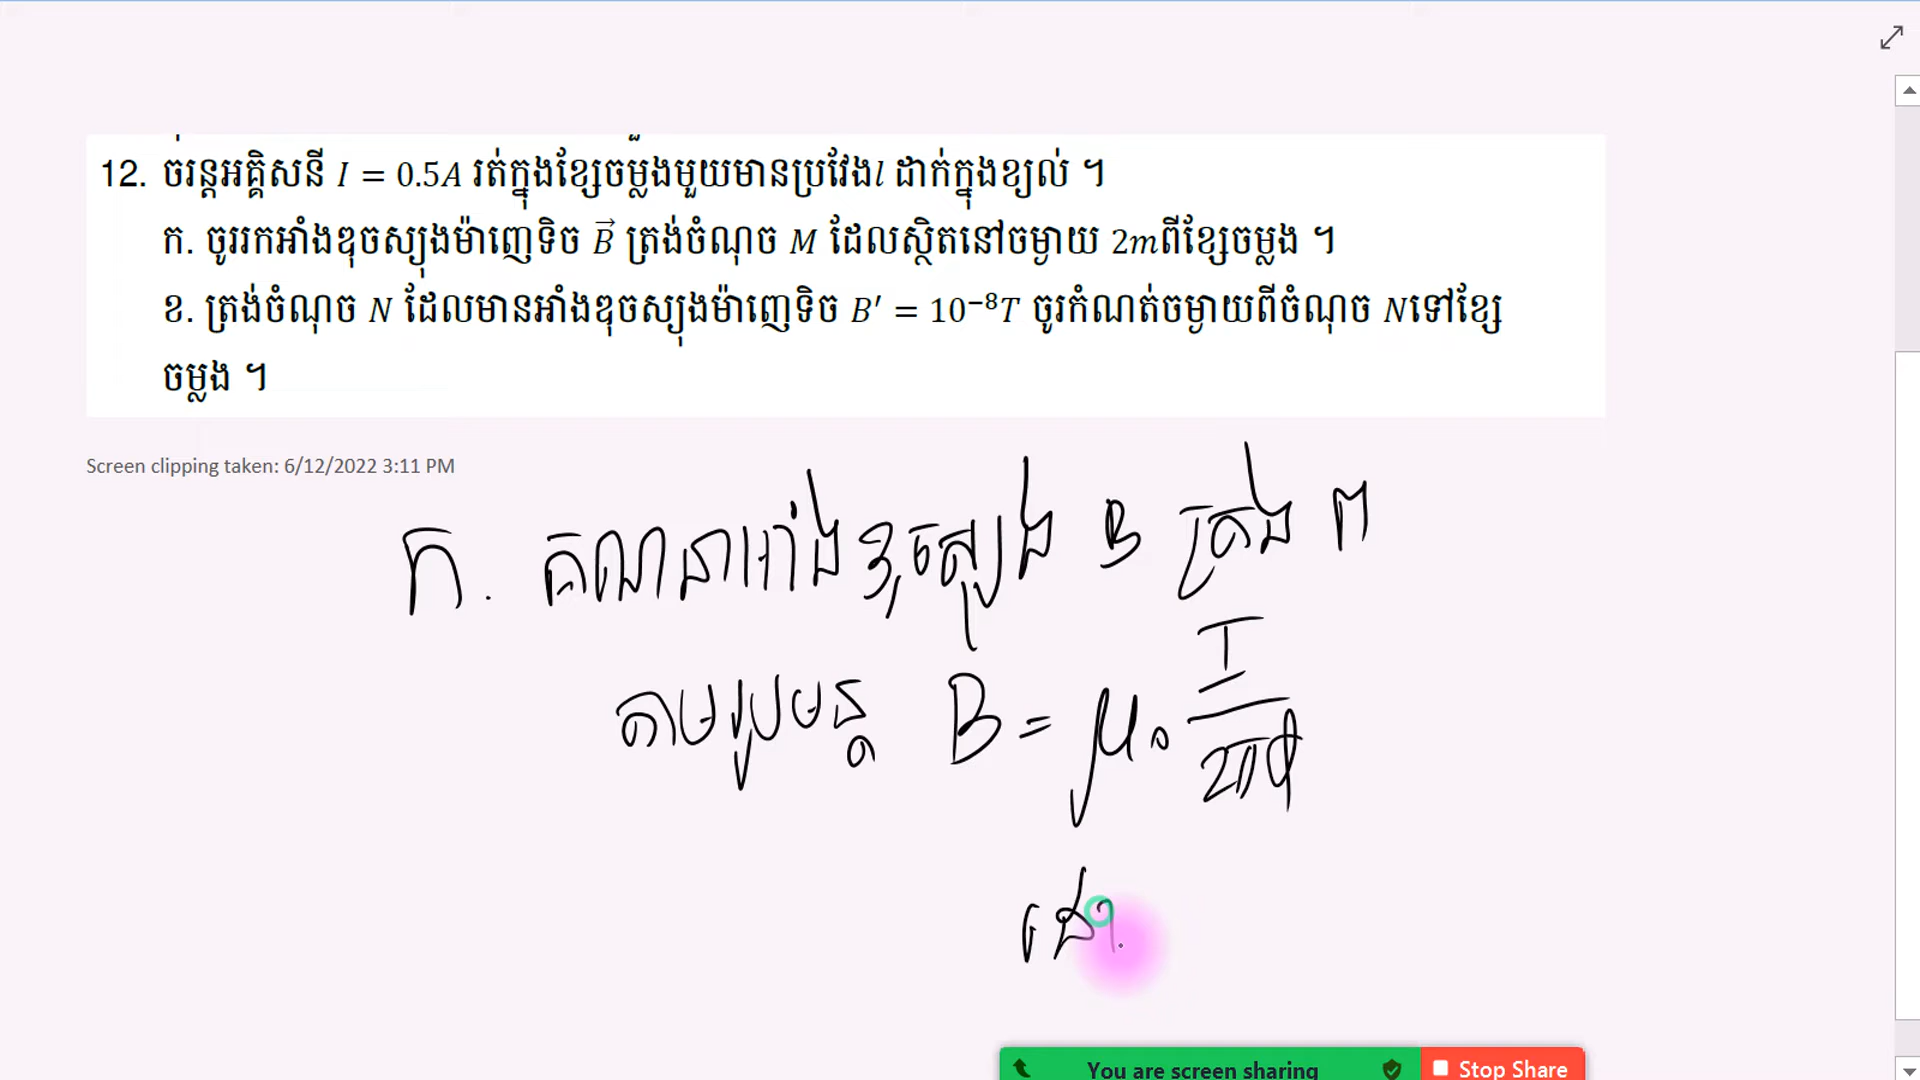 12. ចរន្តអគ្គិសនី I = 0.5A រត់ក្នុងខ្សែចម្លងមួយមានប្រវែងl ដាក់ក្នុងខ្យល់ ។
ក. ចូររកអាំងឌុចស្យុងម៉ាញេទិច B⃗ ត្រង់ចំណុច M ដែលស្ថិតនៅចម្ងាយ 2mពីខ្សែចម្លង ។
ខ. ត្រង់ចំណុច N ដែលមានអាំងឌុចស្យុងម៉ាញេទិច B′ = 10⁻⁸T ចូរកំណត់ចម្ងាយពីចំណុច Nទៅខ្សែ
ចម្លង ។
Screen clipping taken: 6/12/2022 3:11 PM
ក. គណនាអាំងឌុចស្យុង B ត្រង់ M
តាមរូបមន្ត B = μ₀ I/2πd
You are screen sharing
Stop Share